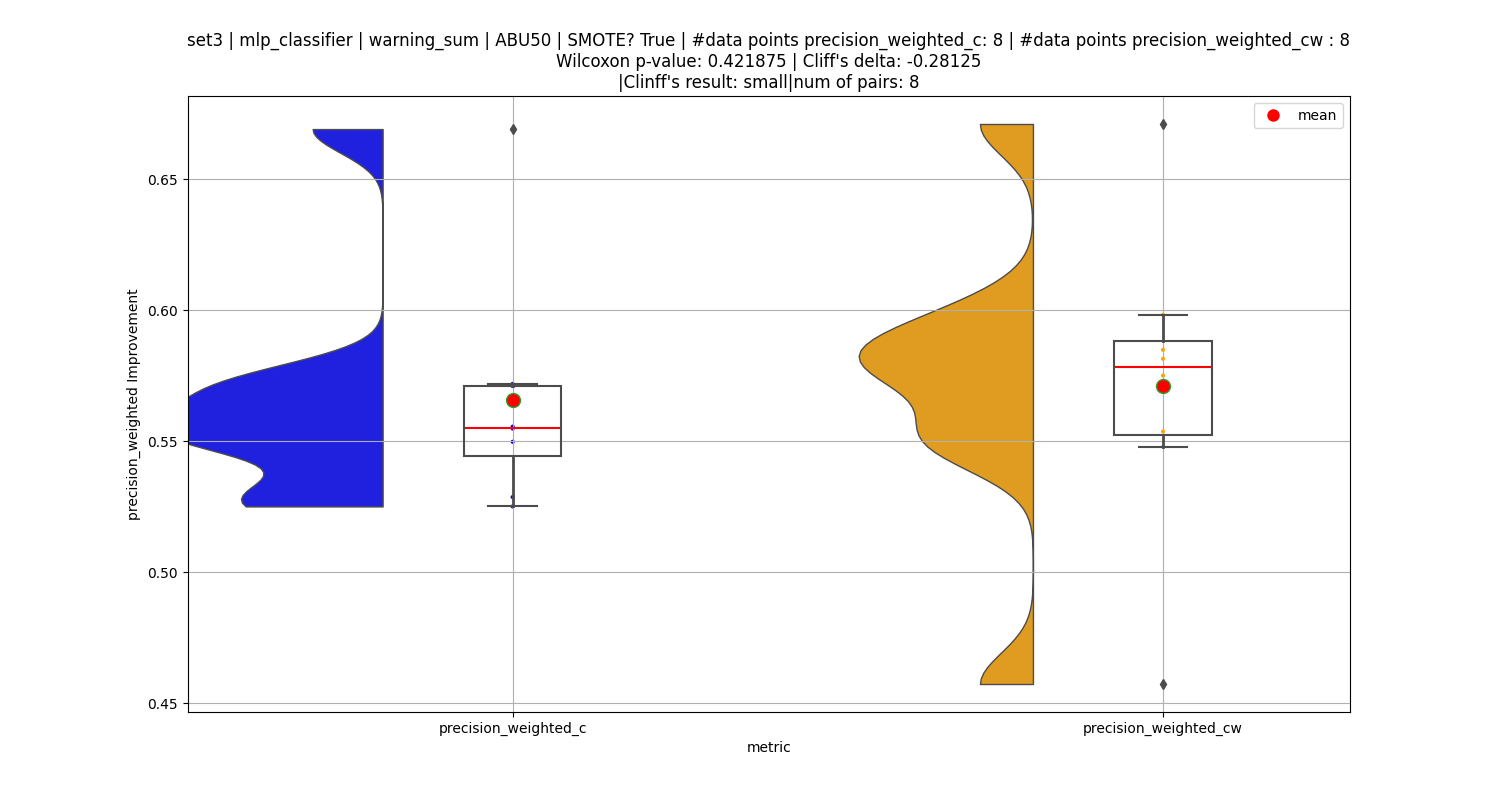 set3 | mlp_classifier | warning_sum | ABU50 | SMOTE? True | #data points precision_weighted_c: 8 | #data points precision_weighted_cw : 8
Wilcoxon p-value: 0.421875 | Cliff's delta: -0.28125
|Clinff's result: small|num of pairs: 8
mean
0.65
0.60
0.55
0.50
0.45
precision_weighted Improvement
precision_weighted_c
precision_weighted_cw
metric